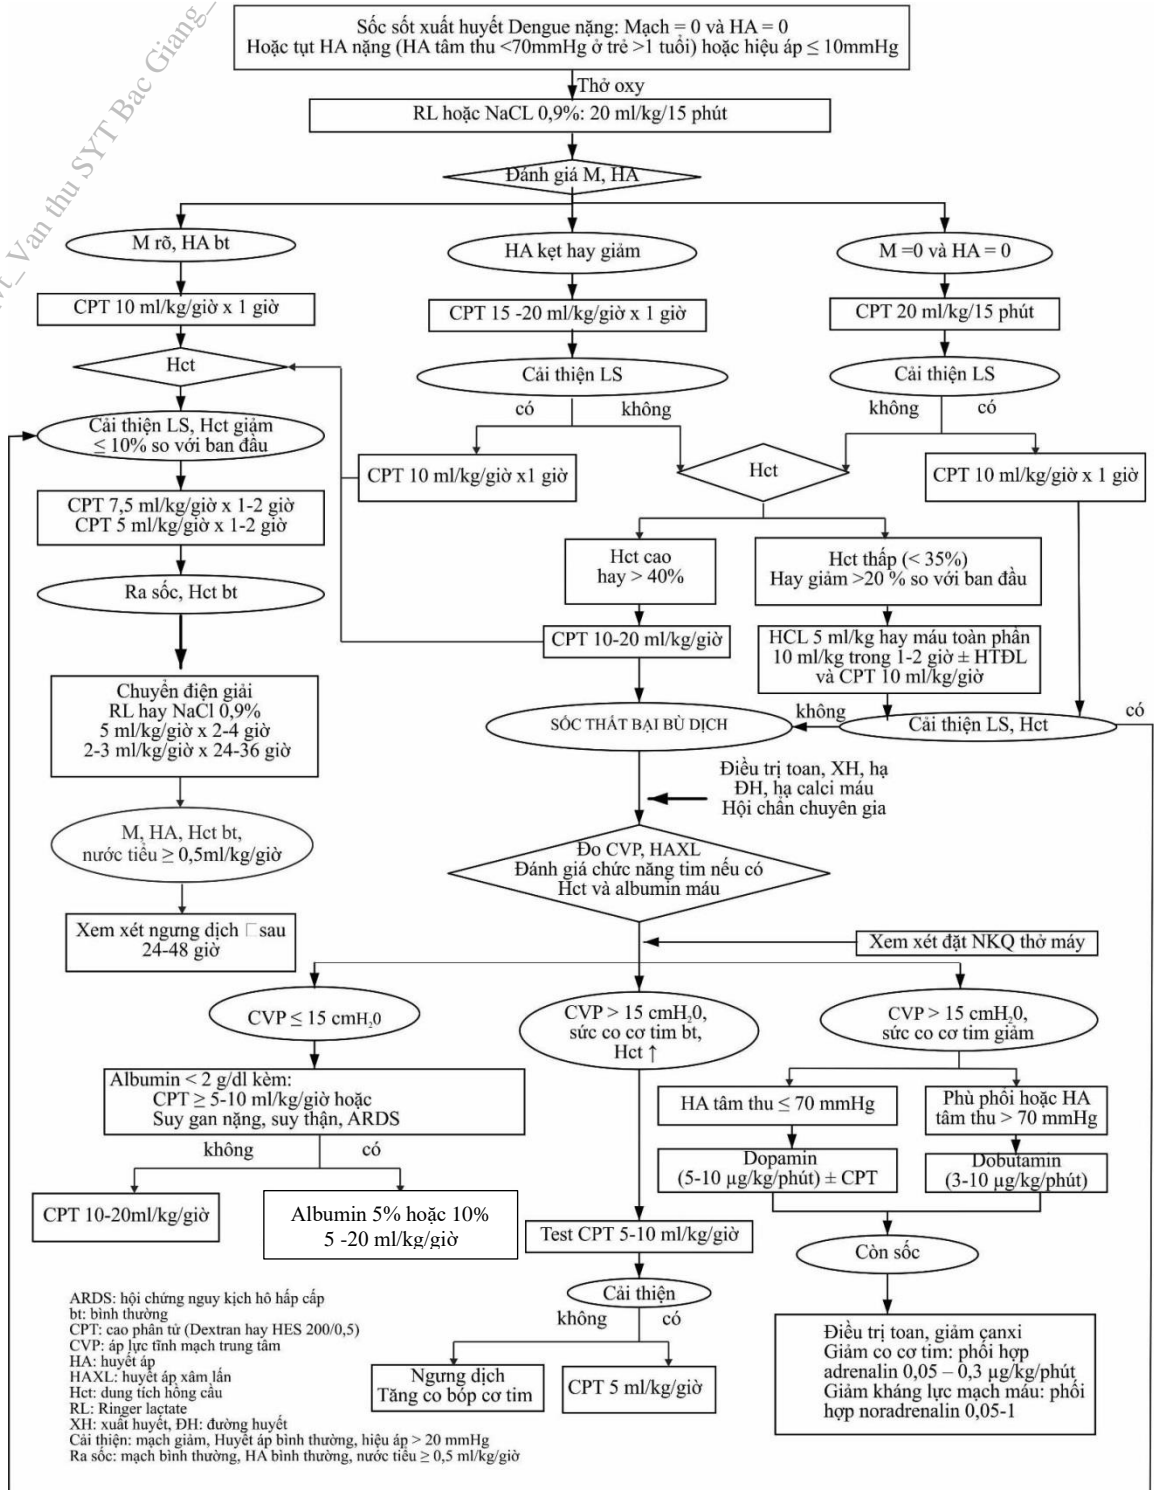 Sốc sốt xuất huyết Dengue nặng: Mạch = 0 và HA = 0
Hoặc tụt HA nặng (HA tâm thu <70mmHg ở trẻ >1 tuổi) hoặc hiệu áp ≤ 10mmHg
Thở oxy
RL hoặc NaCL 0,9%: 20 ml/kg/15 phút
Đánh giá M, HA
Van thu SYT Bac Giang_
M rõ, HA bt
HA kẹt hay giảm
M =0 và HA = 0
CPT 10 ml/kg/giờ x 1 giờ
CPT 15 -20 ml/kg/giờ x 1 giờ
CPT 20 ml/kg/15 phút
Hct
Cải thiện LS
Cải thiện LS
có
không
không
có
Cải thiện LS, Hct giảm
≤ 10% so với ban đầu
CPT 10 ml/kg/giờ x1 giờ
Hct
CPT 10 ml/kg/giờ x 1 giờ
CPT 7,5 ml/kg/giờ x 1-2 giờ
CPT 5 ml/kg/giờ x 1-2 giờ
Hct cao
hay > 40%
Hct thấp (< 35%)
Hay giảm >20 % so với ban đầu
Ra sốc, Hct bt
CPT 10-20 ml/kg/giờ
HCL 5 ml/kg hay máu toàn phần
10 ml/kg trong 1-2 giờ ± HTĐL
và CPT 10 ml/kg/giờ
Chuyển điện giải
RL hay NaCl 0,9%
5 ml/kg/giờ x 2-4 giờ
2-3 ml/kg/giờ x 24-36 giờ
SỐC THẤT BẠI BÙ DỊCH
không
Cải thiện LS, Hct
có
Điều trị toan, XH, hạ
ĐH, hạ calci máu
Hội chẩn chuyên gia
M, HA, Hct bt,
nước tiểu ≥ 0,5ml/kg/giờ
Đo CVP, HAXL
Đánh giá chức năng tim nếu có
Hct và albumin máu
Xem xét ngưng dịch □sau
24-48 giờ
Xem xét đặt NKQ thở máy
CVP ≤ 15 cmH₂0
CVP > 15 cmH₂0,
sức co cơ tim bt,
Hct ↑
CVP > 15 cmH₂0,
sức co cơ tim giảm
Albumin < 2 g/dl kèm:
CPT ≥ 5-10 ml/kg/giờ hoặc
Suy gan nặng, suy thận, ARDS
HA tâm thu ≤ 70 mmHg
Phù phổi hoặc HA
tâm thu > 70 mmHg
không
có
Dopamin
(5-10 µg/kg/phút) ± CPT
Dobutamin
(3-10 µg/kg/phút)
CPT 10-20ml/kg/giờ
Albumin 5% hoặc 10%
5 -20 ml/kg/giờ
Test CPT 5-10 ml/kg/giờ
Còn sốc
Cải thiện
không
có
Ngưng dịch
Tăng co bóp cơ tim
CPT 5 ml/kg/giờ
Điều trị toan, giảm canxi
Giảm co cơ tim: phối hợp
adrenalin 0,05 – 0,3 µg/kg/phút
Giảm kháng lực mạch máu: phối
hợp noradrenalin 0,05-1
ARDS: hội chứng nguy kịch hô hấp cấp
bt: bình thường
CPT: cao phân tử (Dextran hay HES 200/0,5)
CVP: áp lực tĩnh mạch trung tâm
HA: huyết áp
HAXL: huyết áp xâm lấn
Hct: dung tích hồng cầu
RL: Ringer lactate
XH: xuất huyết, ĐH: đường huyết
Cải thiện: mạch giảm, Huyết áp bình thường, hiệu áp > 20 mmHg
Ra sốc: mạch bình thường, HA bình thường, nước tiểu ≥ 0,5 ml/kg/giờ